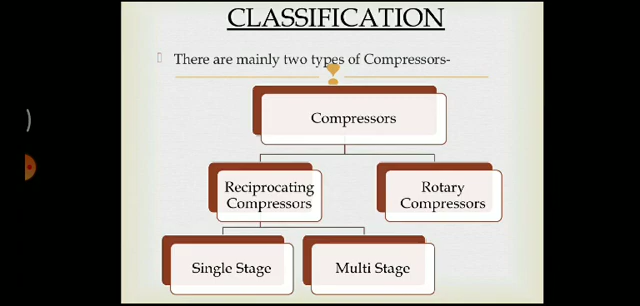 CLASSIFICATION
There are mainly two types of Compressors-
Compressors
Reciprocating
Compressors
Rotary
Compressors
Single Stage
Multi Stage